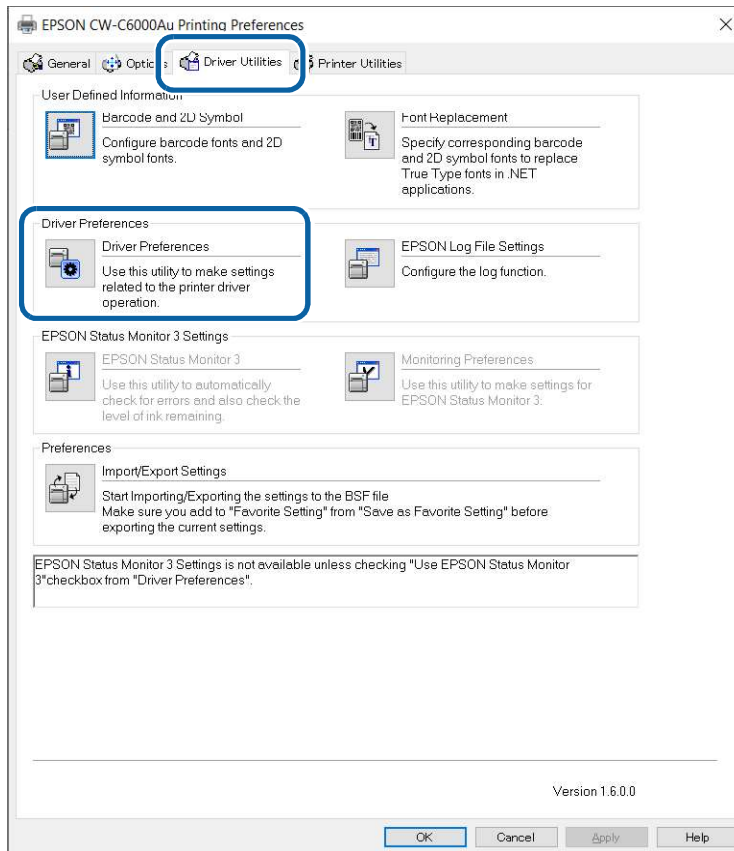 EPSON CW-C6000Au Printing Preferences
General Driver Utilities Printer Utilities
User Defined Information
Barcode and 2D Symbol
Configure barcode fonts and 2D
symbol fonts.
Font Replacement
Specify corresponding barcode
and 2D symbol fonts to replace
True Type fonts in .NET
applications.
Driver Preferences
Driver Preferences
Use this utility to make settings
related to the printer driver
operation.
EPSON Log File Settings
Configure the log function.
EPSON Status Monitor 3 Settings
EPSON Status Monitor 3
Use this utility to automatically
check for errors and also check the
level of ink remaining.
Monitoring Preferences
Use this utility to make settings for
EPSON Status Monitor 3.
Preferences
Import/Export Settings
Start Importing/Exporting the settings to the BSF file
Make sure you add to "Favorite Setting" from "Save as Favorite Setting" before
exporting the current settings.
EPSON Status Monitor 3 Settings is not available unless checking "Use EPSON Status Monitor
3"checkbox from "Driver Preferences".
Version 1.6.0.0
OK Cancel Apply Help